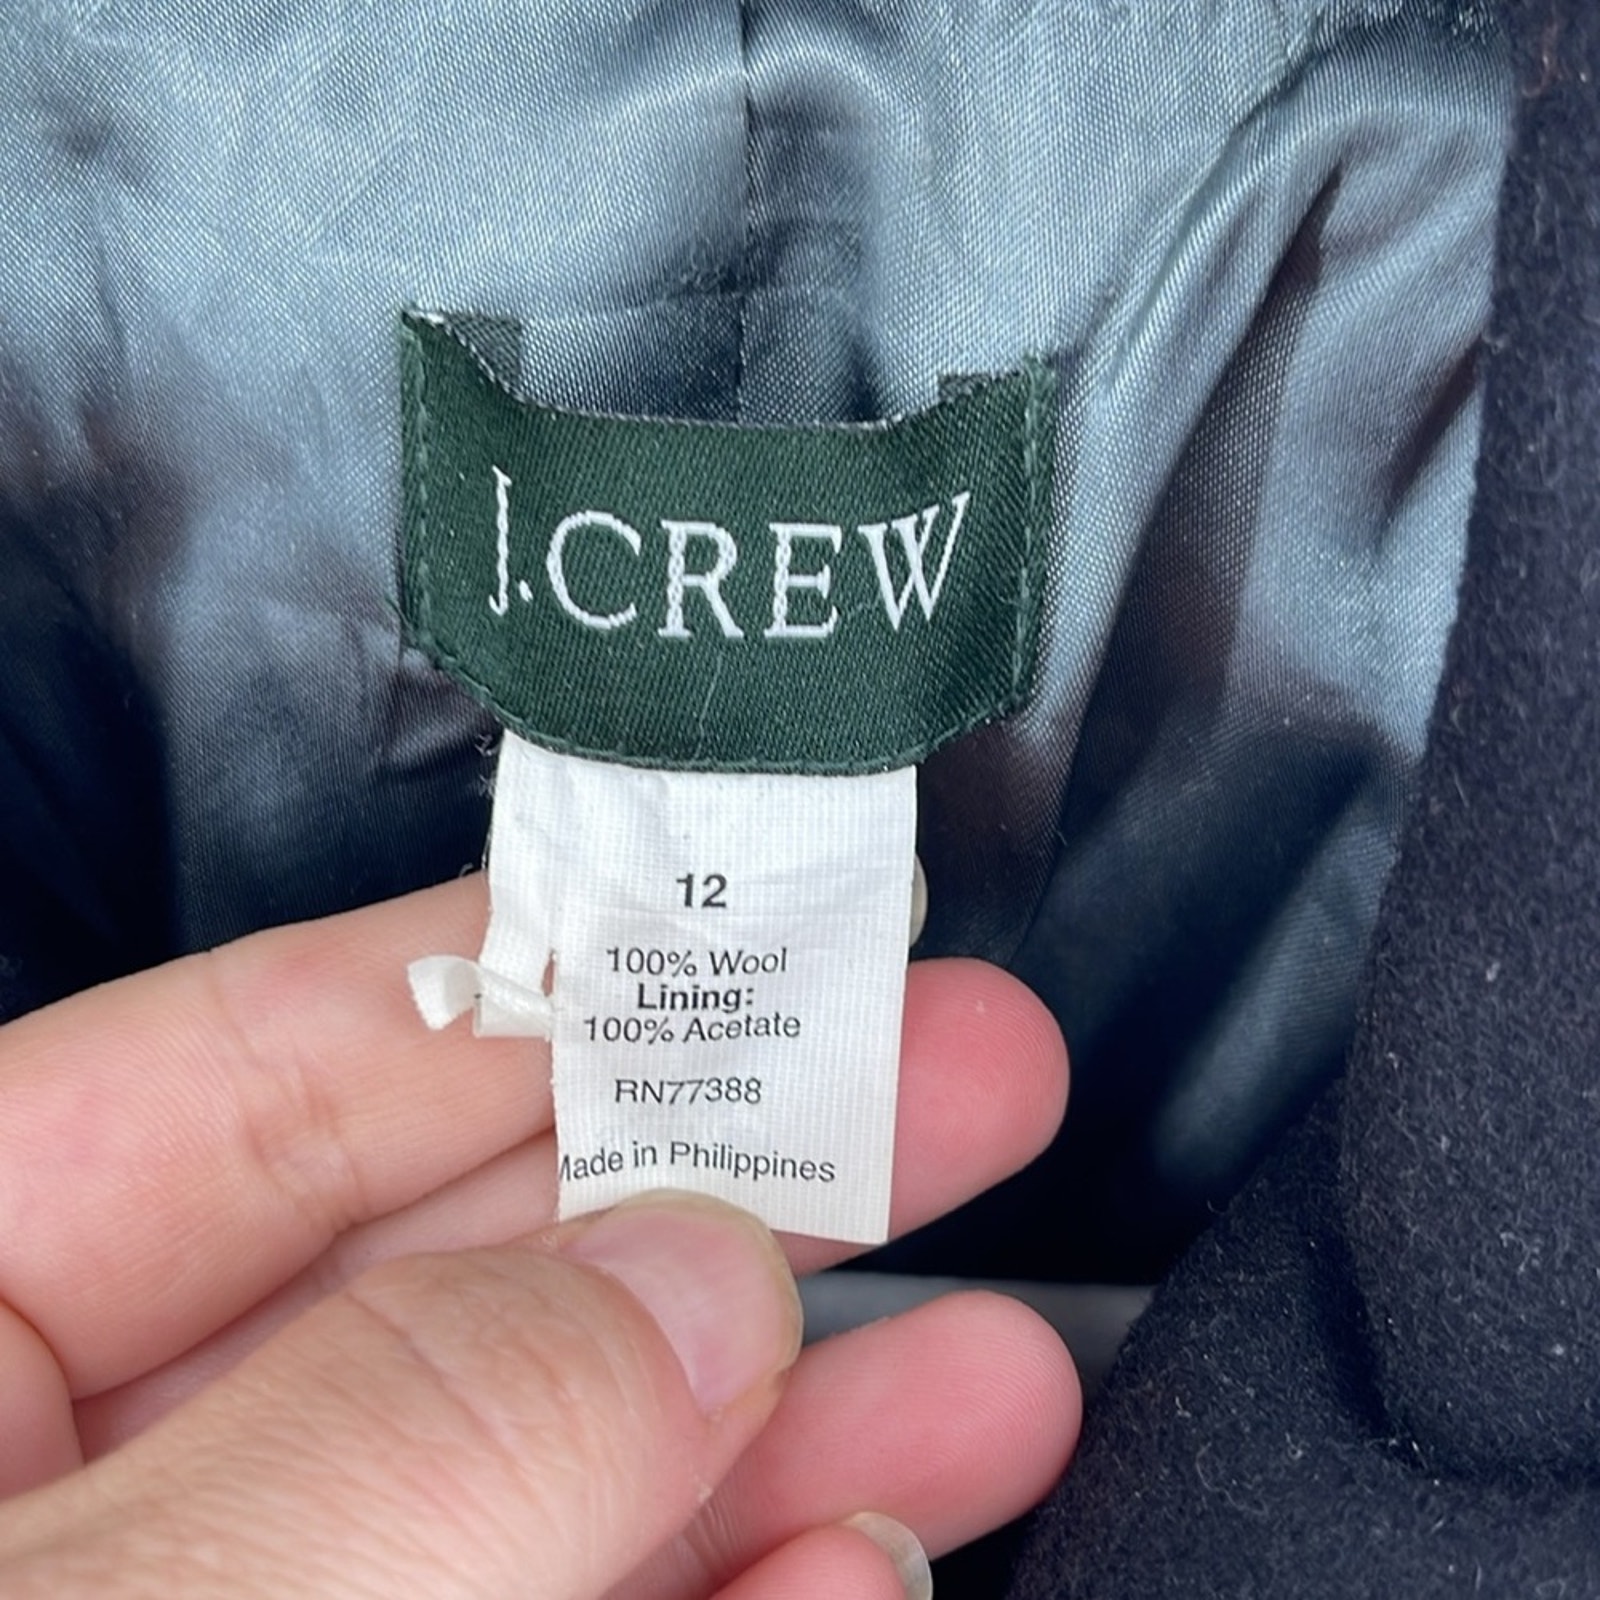 J.CREW
12
100% Wool
Lining:
100% Acetate
RN77388
Made in Philippines